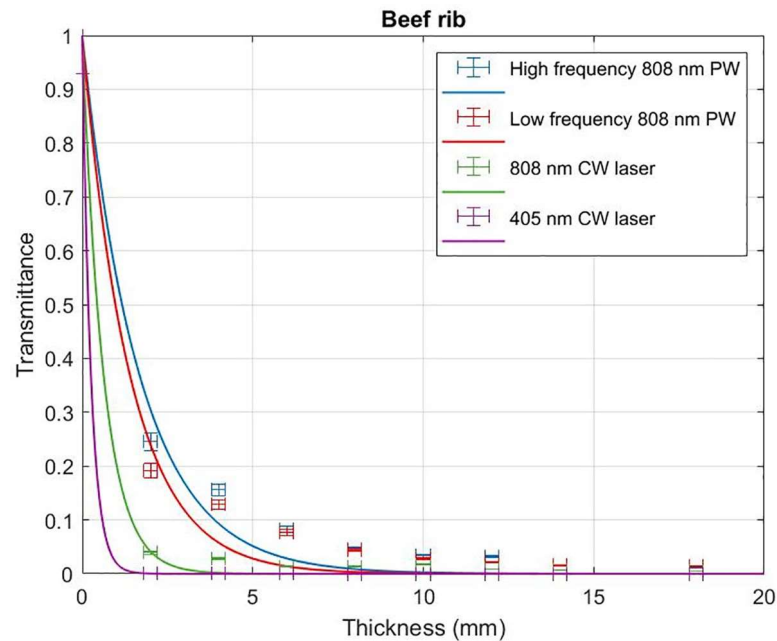 Beef rib
High frequency 808 nm PW
Low frequency 808 nm PW
808 nm CW laser
405 nm CW laser
Transmittance
1
0.9
0.8
0.7
0.6
0.5
0.4
0.3
0.2
0.1
0
0 5 10 15 20
Thickness (mm)